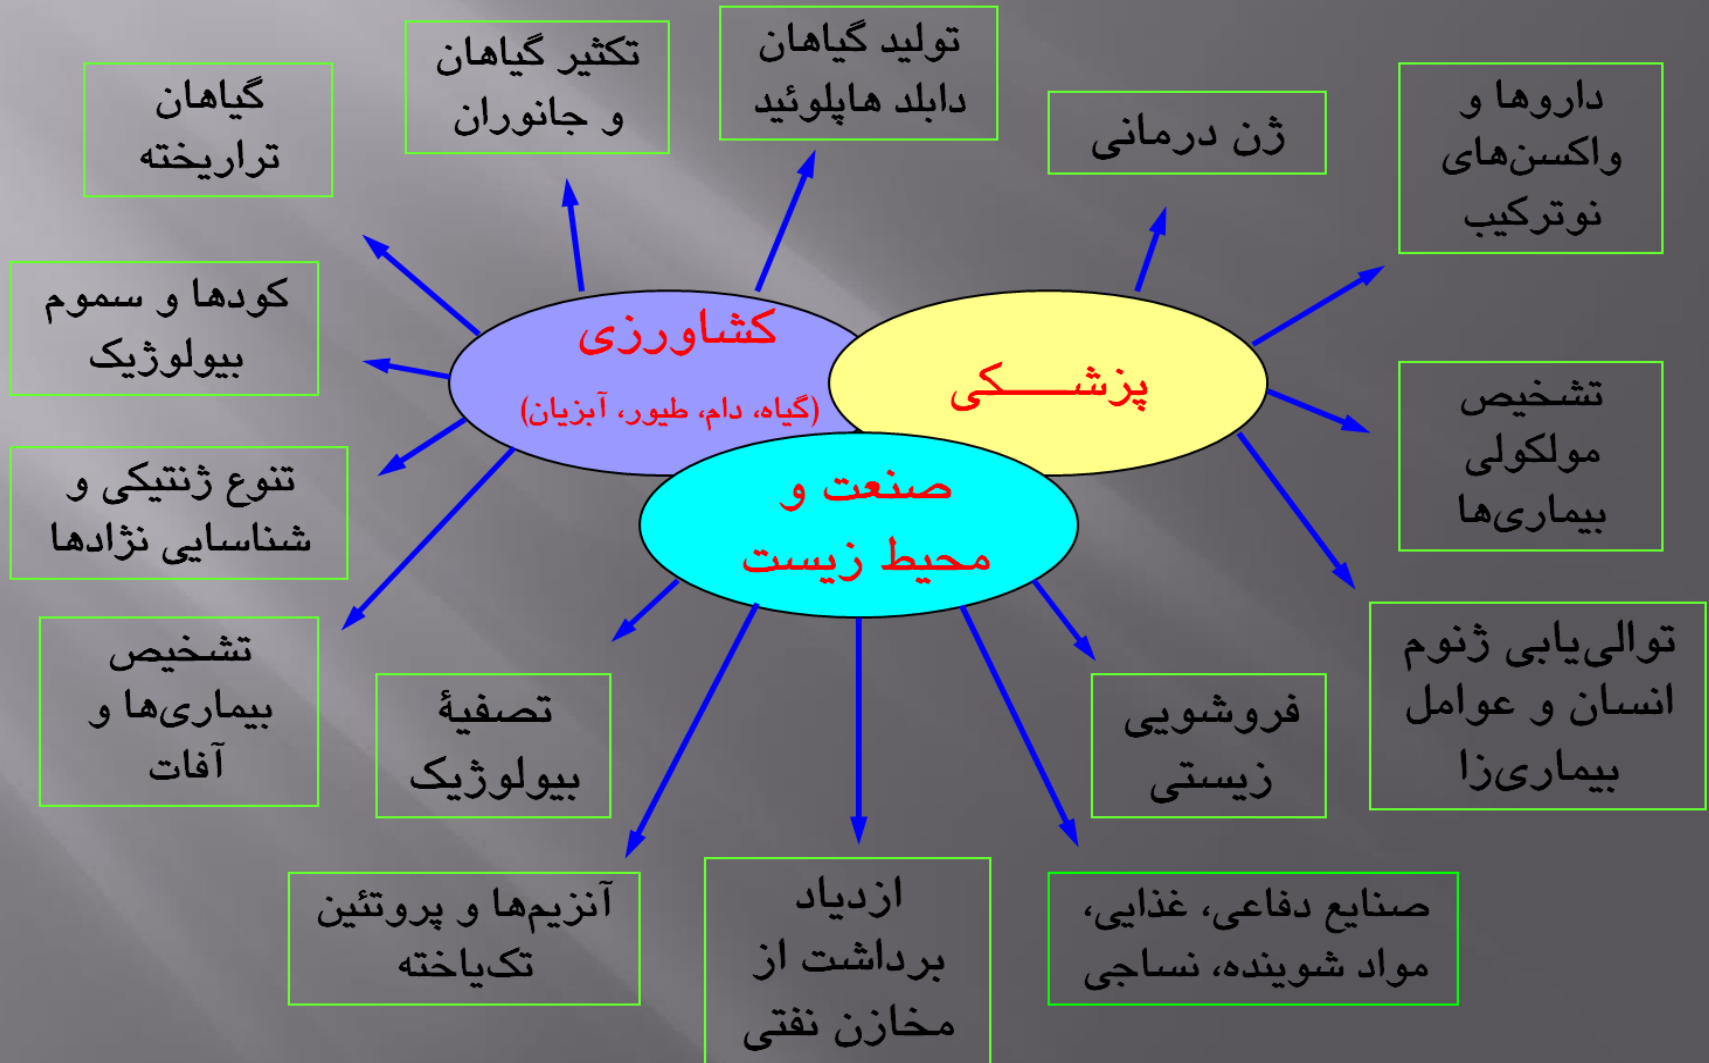 تولید گیاهان
دابلد هاپلوئید
تکثیر گیاهان
و جانوران
گیاهان
تراریخته
ژن درمانی
داروها و
واکسن‌های
نوترکیب
کودها و سموم
بیولوژیک
کشاورزی
(گیاه، دام، طیور، آبزیان)
پزشـــــکی
تشخیص
مولکولی
بیماری‌ها
تنوع ژنتیکی و
شناسایی نژادها
صنعت و
محیط زیست
تشخیص
بیماری‌ها و
آفات
توالی‌یابی ژنوم
انسان و عوامل
بیماری‌زا
تصفیۀ
بیولوژیک
فروشویی
زیستی
آنزیم‌ها و پروتئین
تک‌یاخته
ازدیاد
برداشت از
مخازن نفتی
صنایع دفاعی، غذایی،
مواد شوینده، نساجی